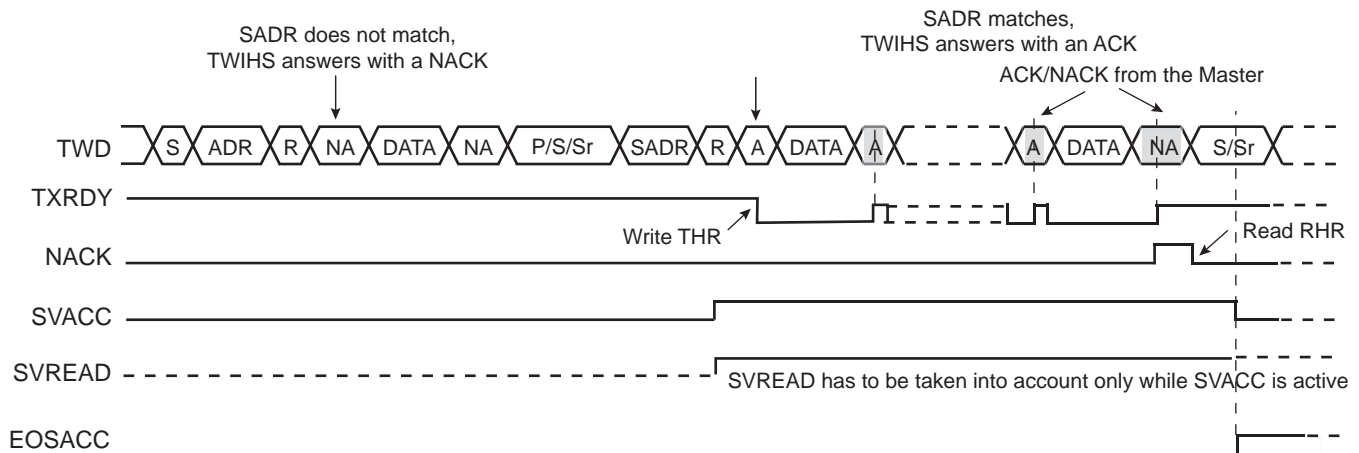 SADR does not match,
TWIHS answers with a NACK
SADR matches,
TWIHS answers with an ACK
ACK/NACK from the Master
TWD S ADR R NA DATA NA P/S/Sr SADR R A DATA A A DATA NA S/Sr
TXRDY
Write THR
Read RHR
NACK
SVACC
SVREAD
SVREAD has to be taken into account only while SVACC is active
EOSACC